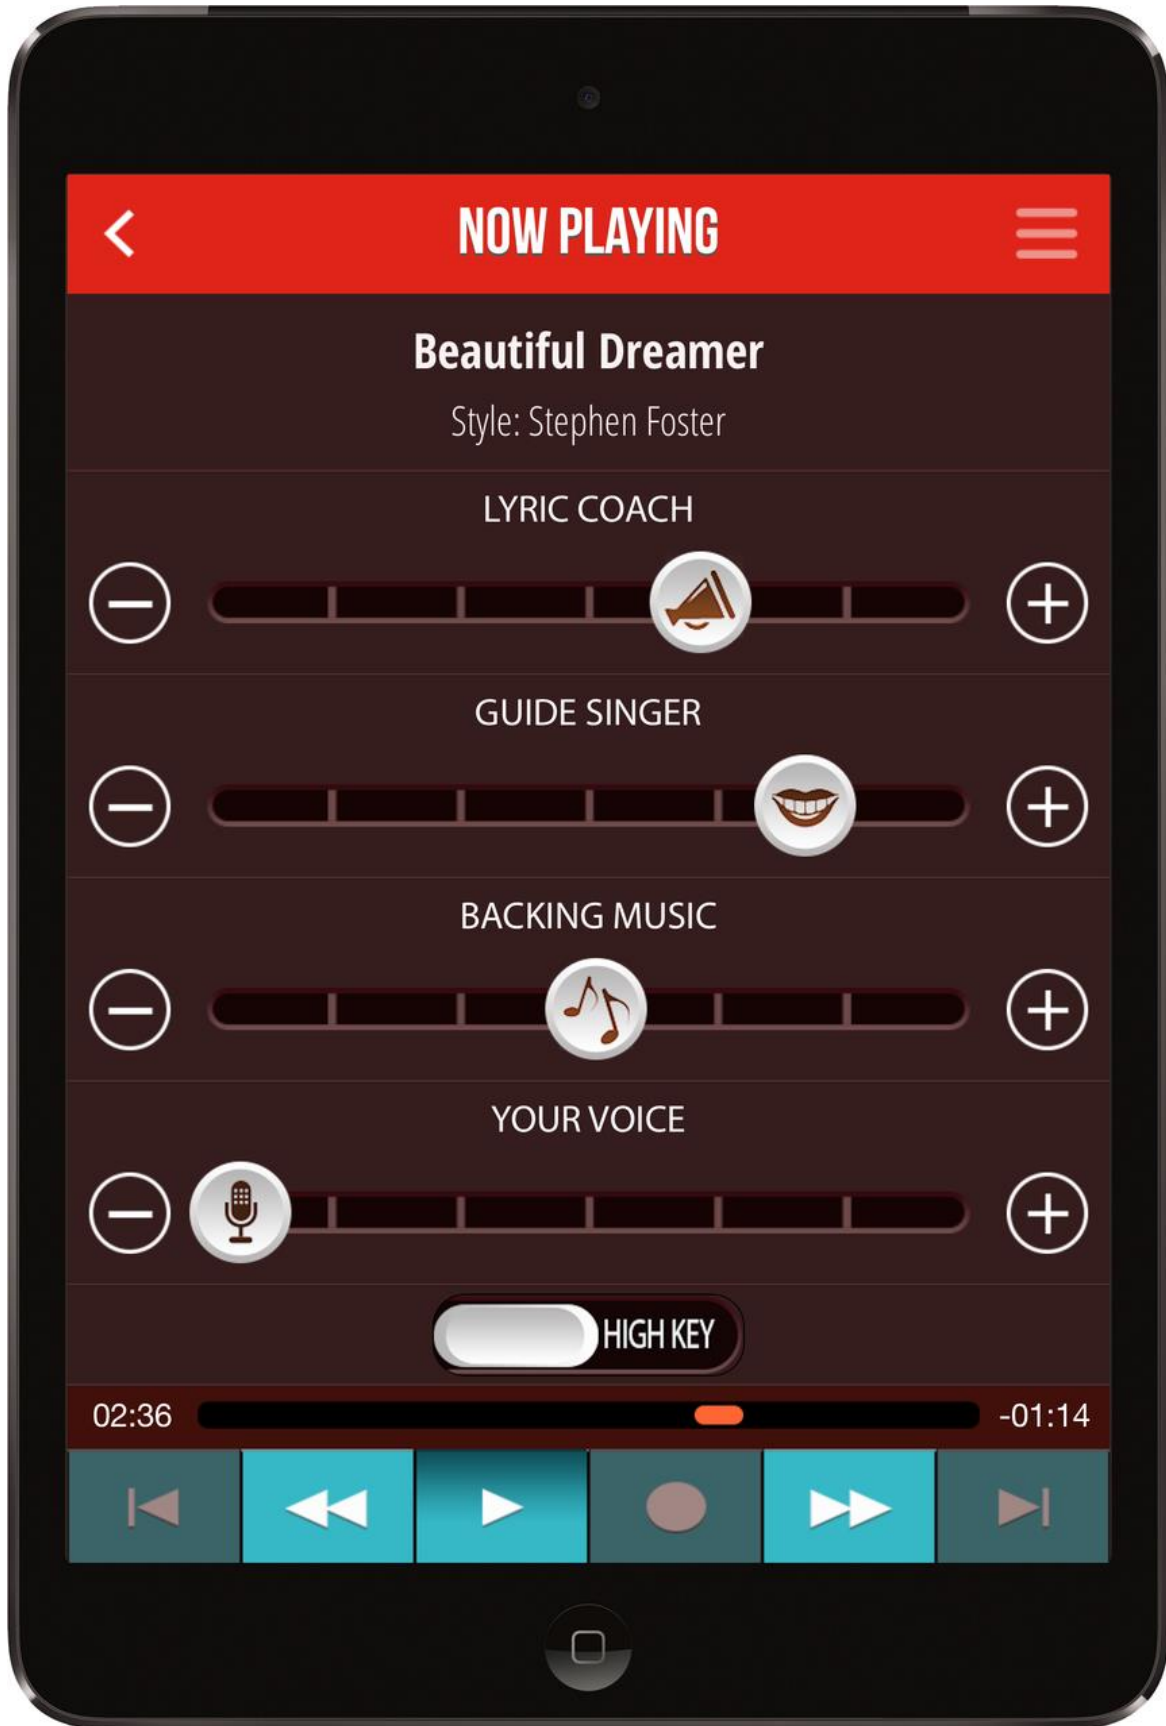 NOW PLAYING
Beautiful Dreamer
Style: Stephen Foster
LYRIC COACH
GUIDE SINGER
BACKING MUSIC
YOUR VOICE
HIGH KEY
02:36 -01:14